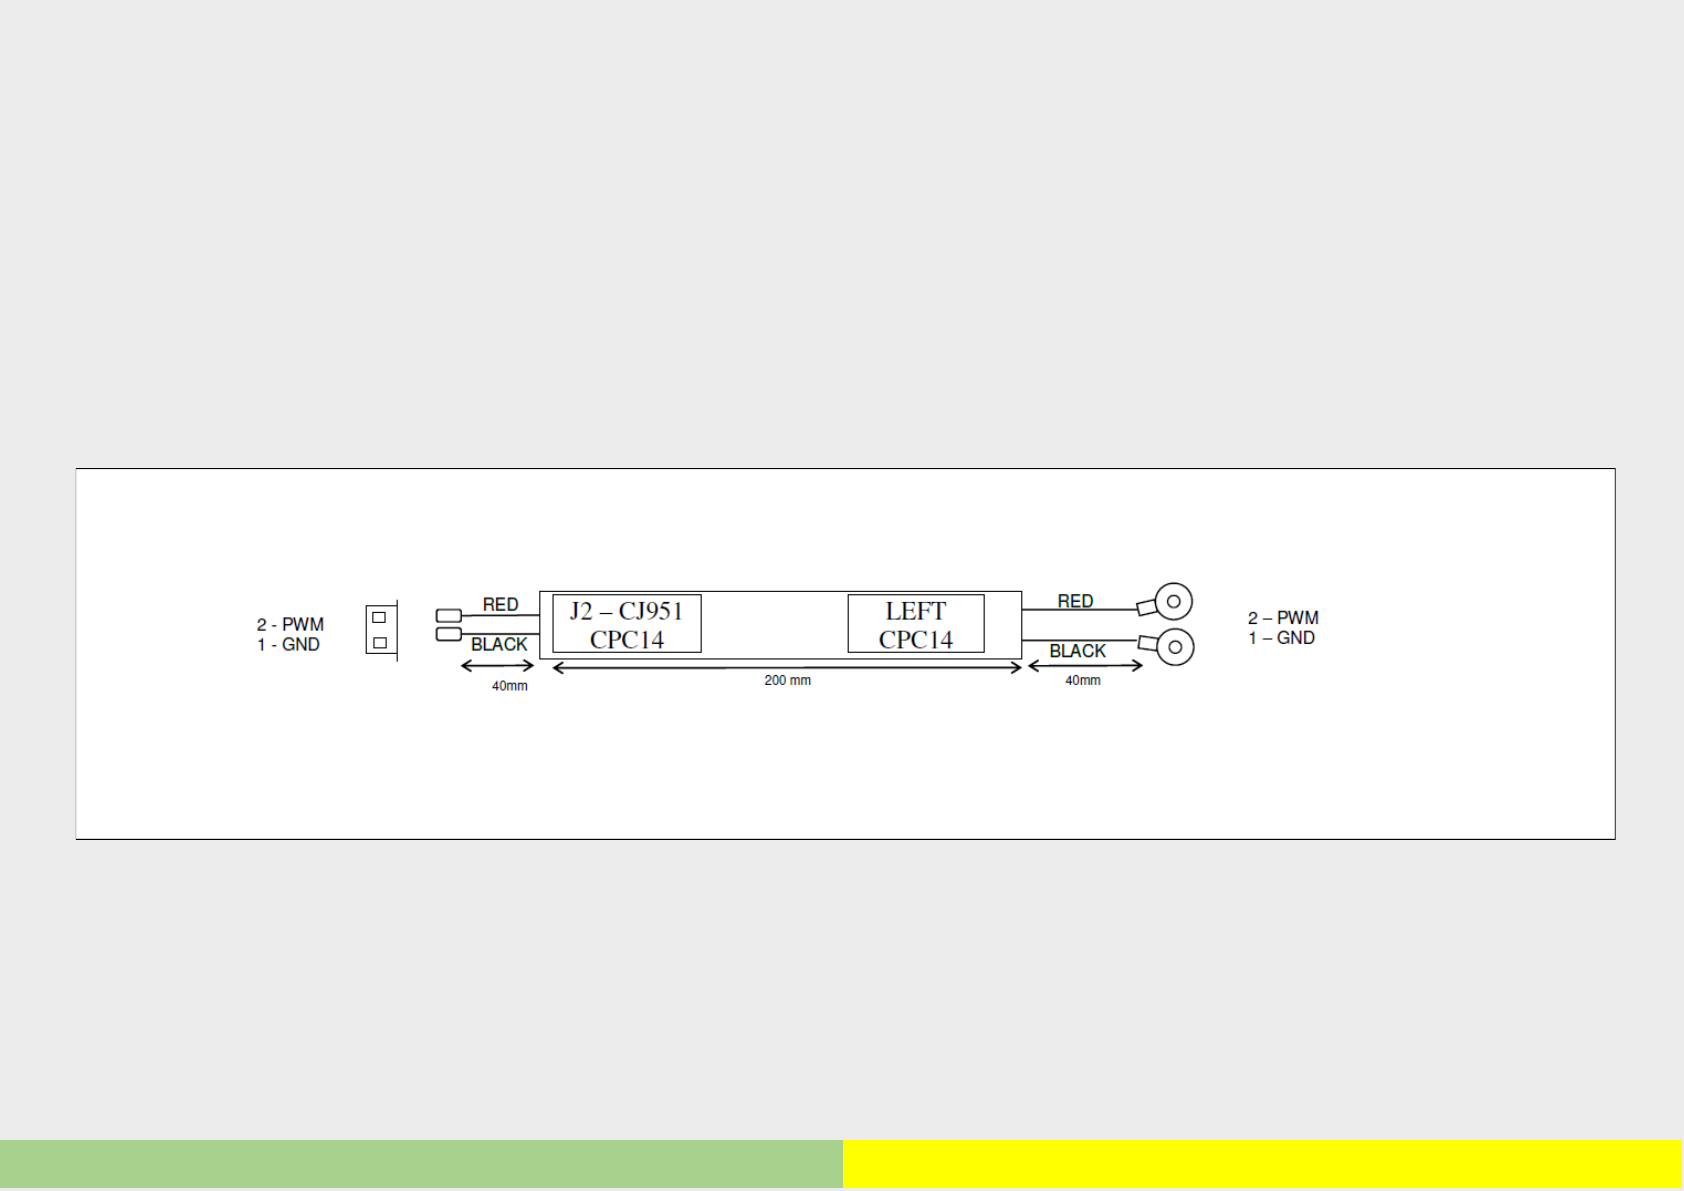 2 - PWM
1 - GND
RED
BLACK
40mm
J2 – CJ951
CPC14
LEFT
CPC14
200 mm
RED
BLACK
40mm
2 – PWM
1 – GND